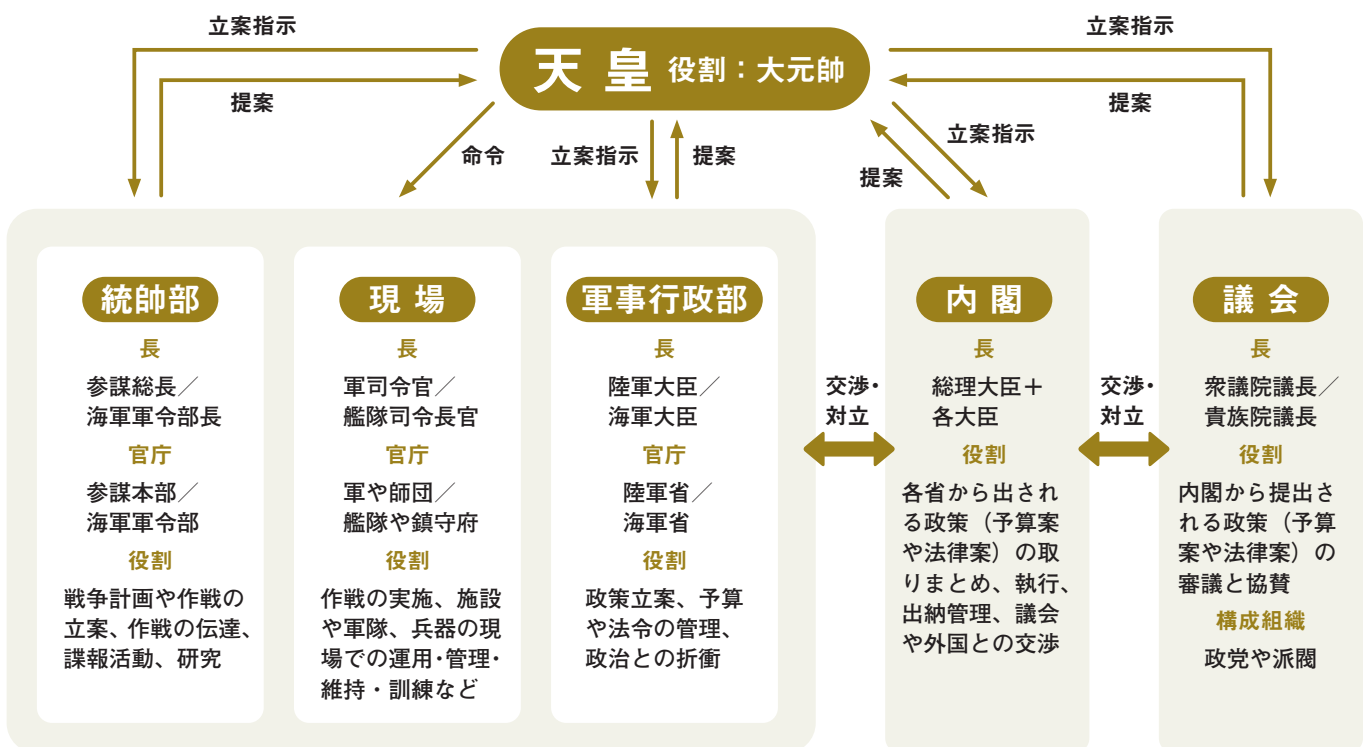 立案指示
提案
天皇 役割：大元帥
立案指示
提案
命令
立案指示
提案
立案指示
提案
統帥部
長
参謀総長／
海軍軍令部長
官庁
参謀本部／
海軍軍令部
役割
戦争計画や作戦の
立案、作戦の伝達、
諜報活動、研究
現場
長
軍司令官／
艦隊司令長官
官庁
軍や師団／
艦隊や鎮守府
役割
作戦の実施、施設
や軍隊、兵器の現
場での運用・管理・
維持・訓練など
軍事行政部
長
陸軍大臣／
海軍大臣
官庁
陸軍省／
海軍省
役割
政策立案、予算
や法令の管理、
政治との折衝
交渉・
対立
内閣
長
総理大臣＋
各大臣
役割
各省から出され
る政策（予算案
や法律案）の取
りまとめ、執行、
出納管理、議会
や外国との交渉
交渉・
対立
議会
長
衆議院議長／
貴族院議長
役割
内閣から提出さ
れる政策（予算
案や法律案）の
審議と協賛
構成組織
政党や派閥